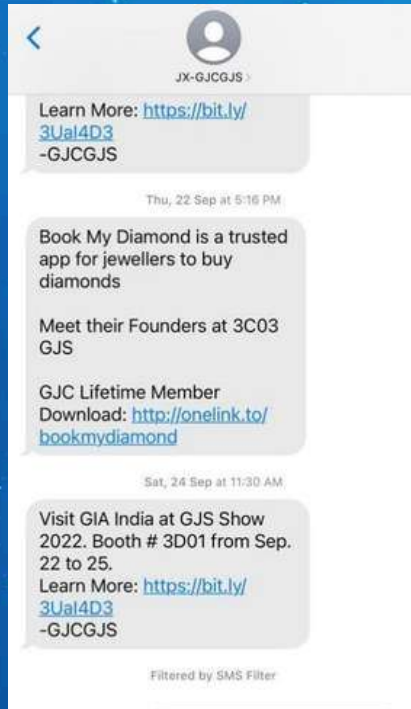 JX-GJCGJS >
Learn More: https://bit.ly/
3UaI4D3
-GJCGJS
Thu, 22 Sep at 5:16 PM
Book My Diamond is a trusted
app for jewellers to buy
diamonds
Meet their Founders at 3C03
GJS
GJC Lifetime Member
Download: http://onelink.to/
bookmydiamond
Sat, 24 Sep at 11:30 AM
Visit GIA India at GJS Show
2022. Booth # 3D01 from Sep.
22 to 25.
Learn More: https://bit.ly/
3UaI4D3
-GJCGJS
Filtered by SMS Filter